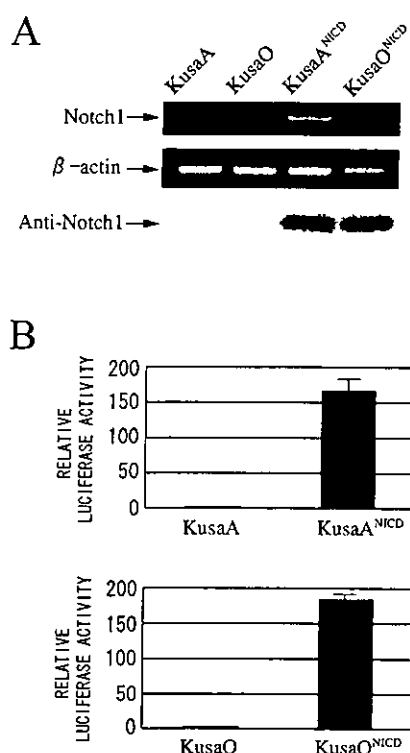 A
KusaA KusaO KusaA^NICD KusaO^NICD
Notch1
β-actin
Anti-Notch1
B
RELATIVE
LUCIFERASE ACTIVITY
200
150
100
50
0
KusaA KusaA^NICD
RELATIVE
LUCIFERASE ACTIVITY
200
150
100
50
0
KusaO KusaO^NICD